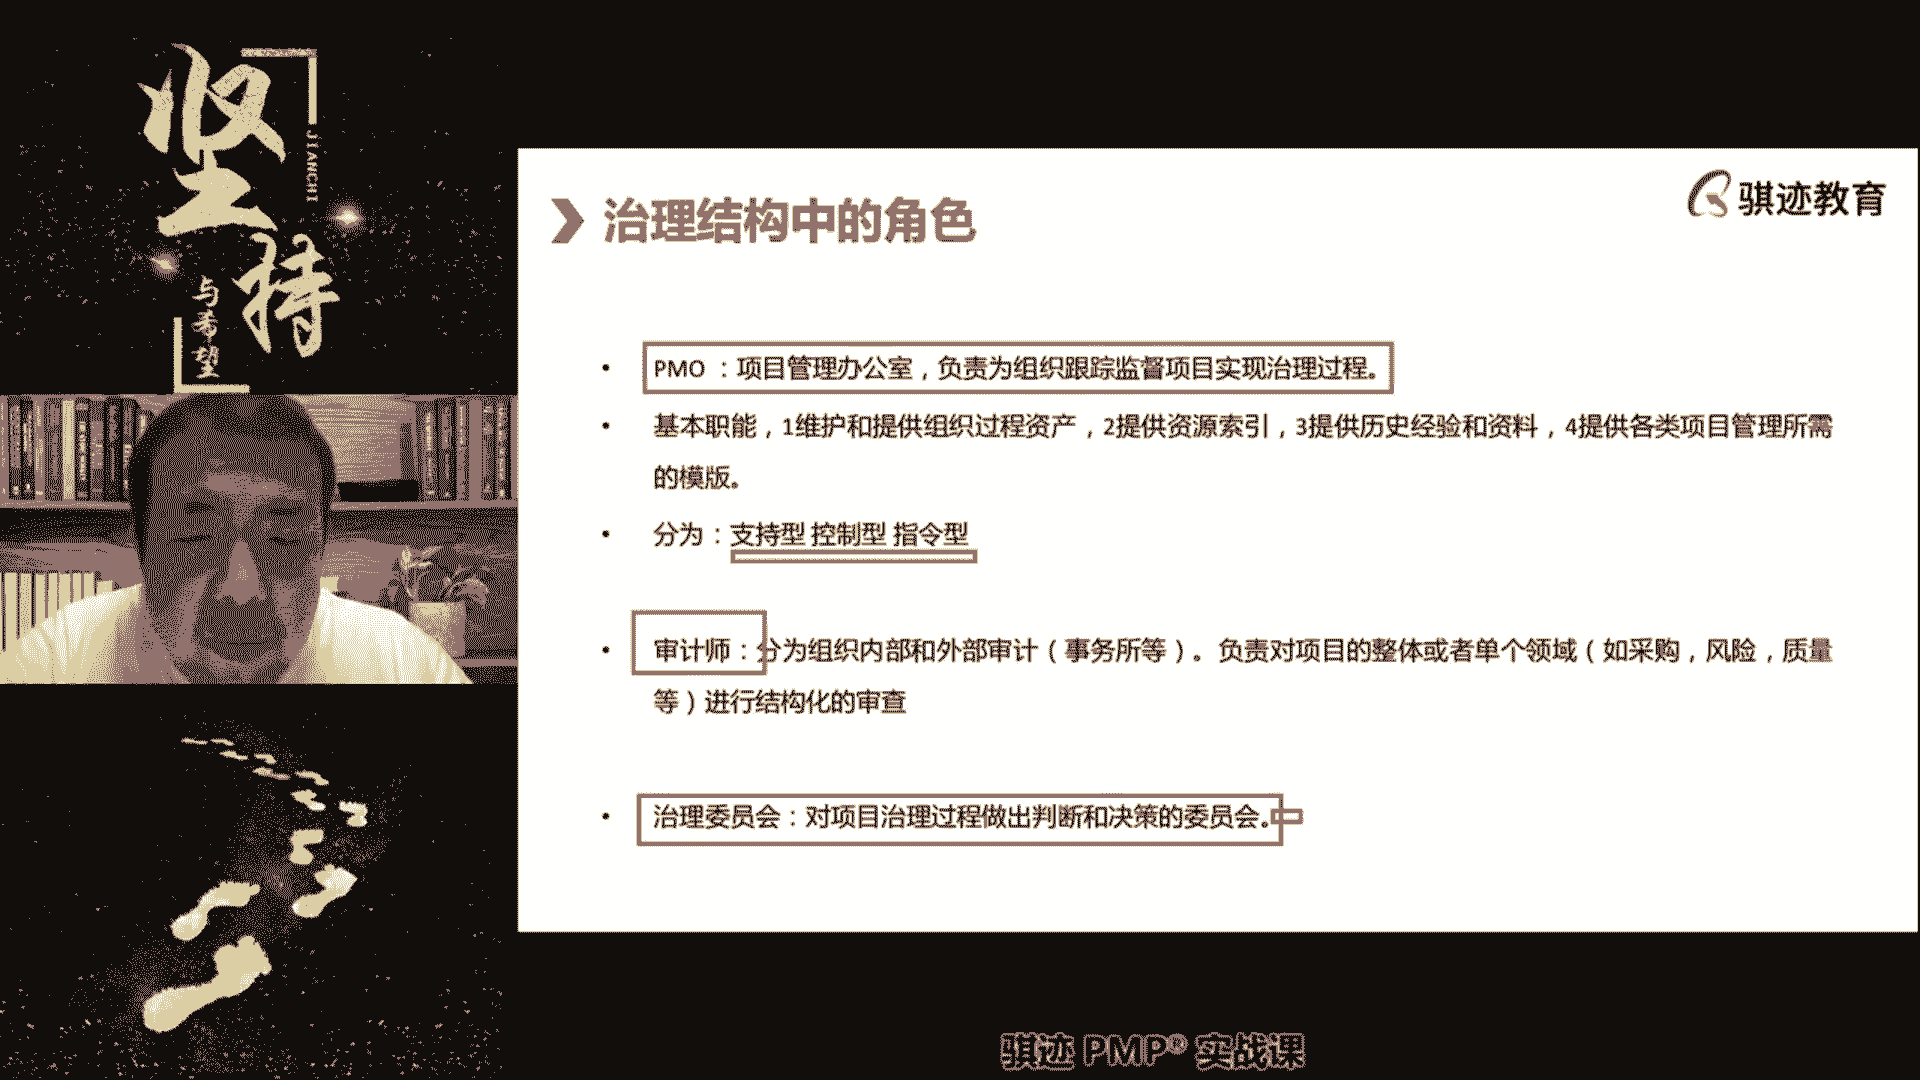 坚持
JIANCHI
与希望
骐迹教育
治理结构中的角色
• PMO ：项目管理办公室，负责为组织跟踪监督项目实现治理过程。
• 基本职能，1维护和提供组织过程资产，2提供资源索引，3提供历史经验和资料，4提供各类项目管理所需
的模版。
• 分为：支持型 控制型 指令型
• 审计师：分为组织内部和外部审计（事务所等）。负责对项目的整体或者单个领域（如采购，风险，质量
等）进行结构化的审查
• 治理委员会：对项目治理过程做出判断和决策的委员会。
骐迹 PMP® 实战课